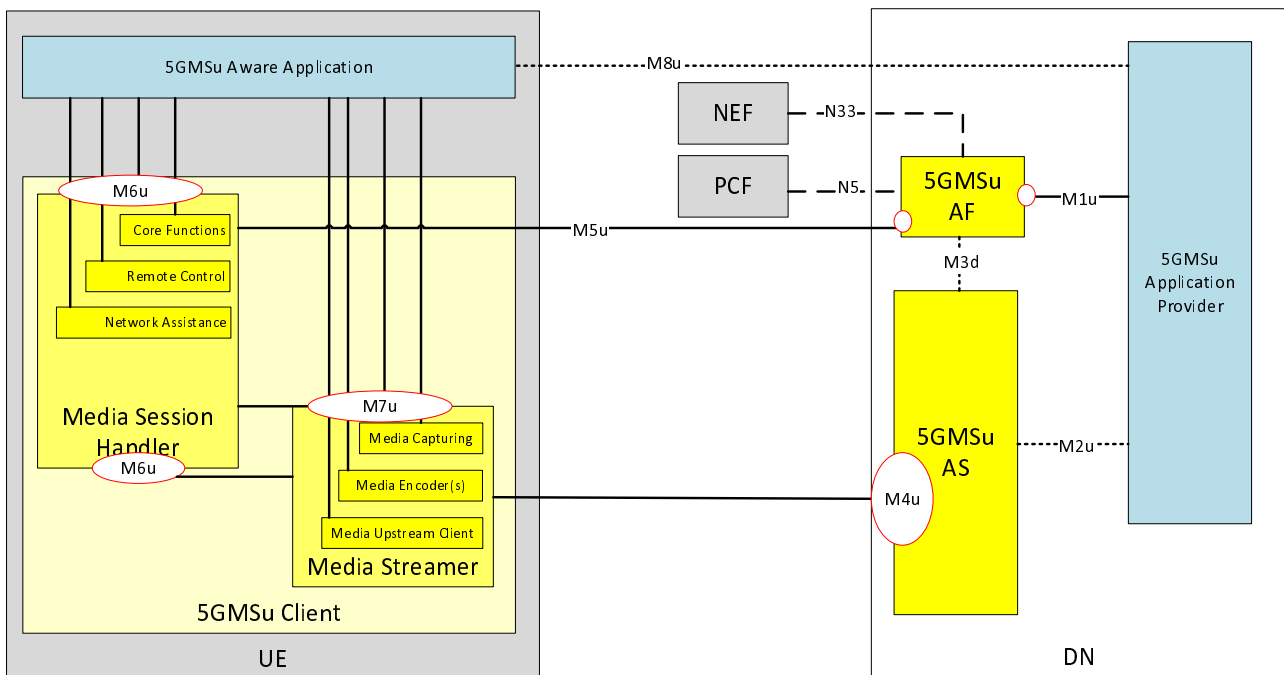 5GMSu Aware Application
M8u
NEF
N33
PCF
N5
5GMSu
AF
M1u
M6u
Core Functions
M5u
Remote Control
M3d
5GMSu
Application
Provider
Network Assistance
M7u
Media Session
Handler
Media Capturing
5GMSu
AS
M2u
M6u
Media Encoder(s)
M4u
Media Upstream Client
Media Streamer
5GMSu Client
UE
DN